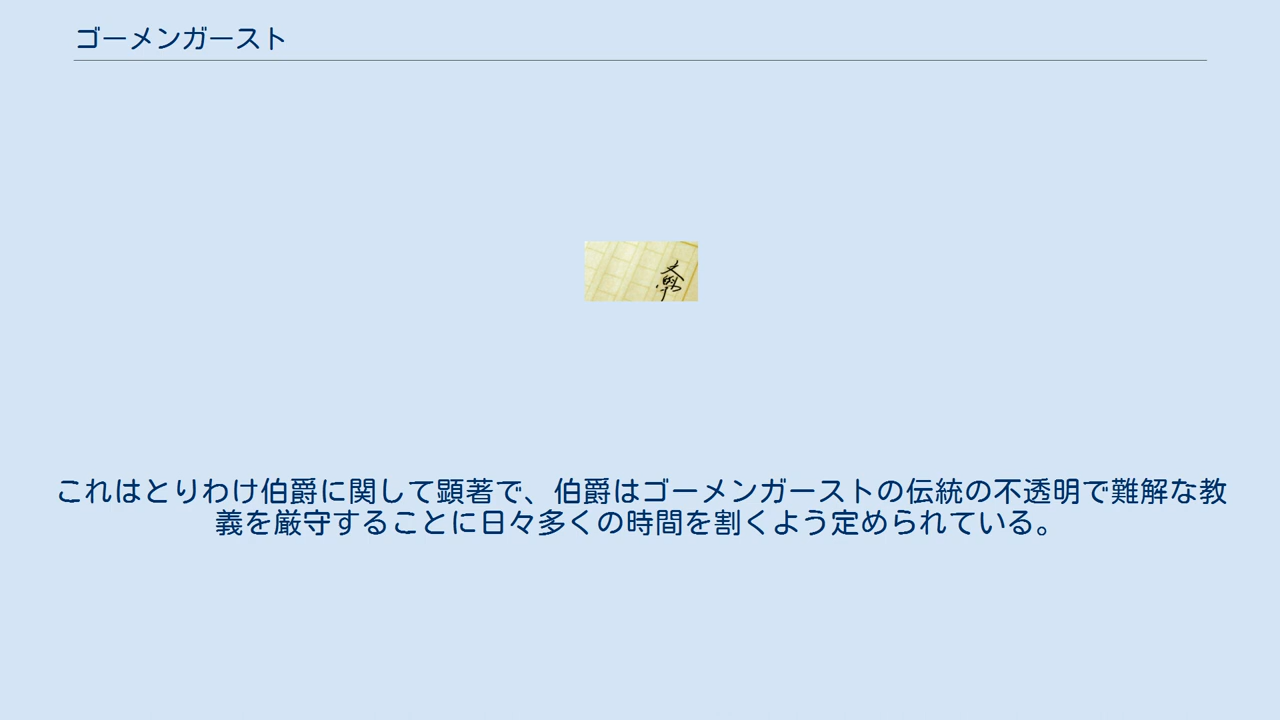 ゴーメンガースト
これはとりわけ伯爵に関して顕著で、伯爵はゴーメンガーストの伝統の不透明で難解な教
義を厳守することに日々多くの時間を割くよう定められている。